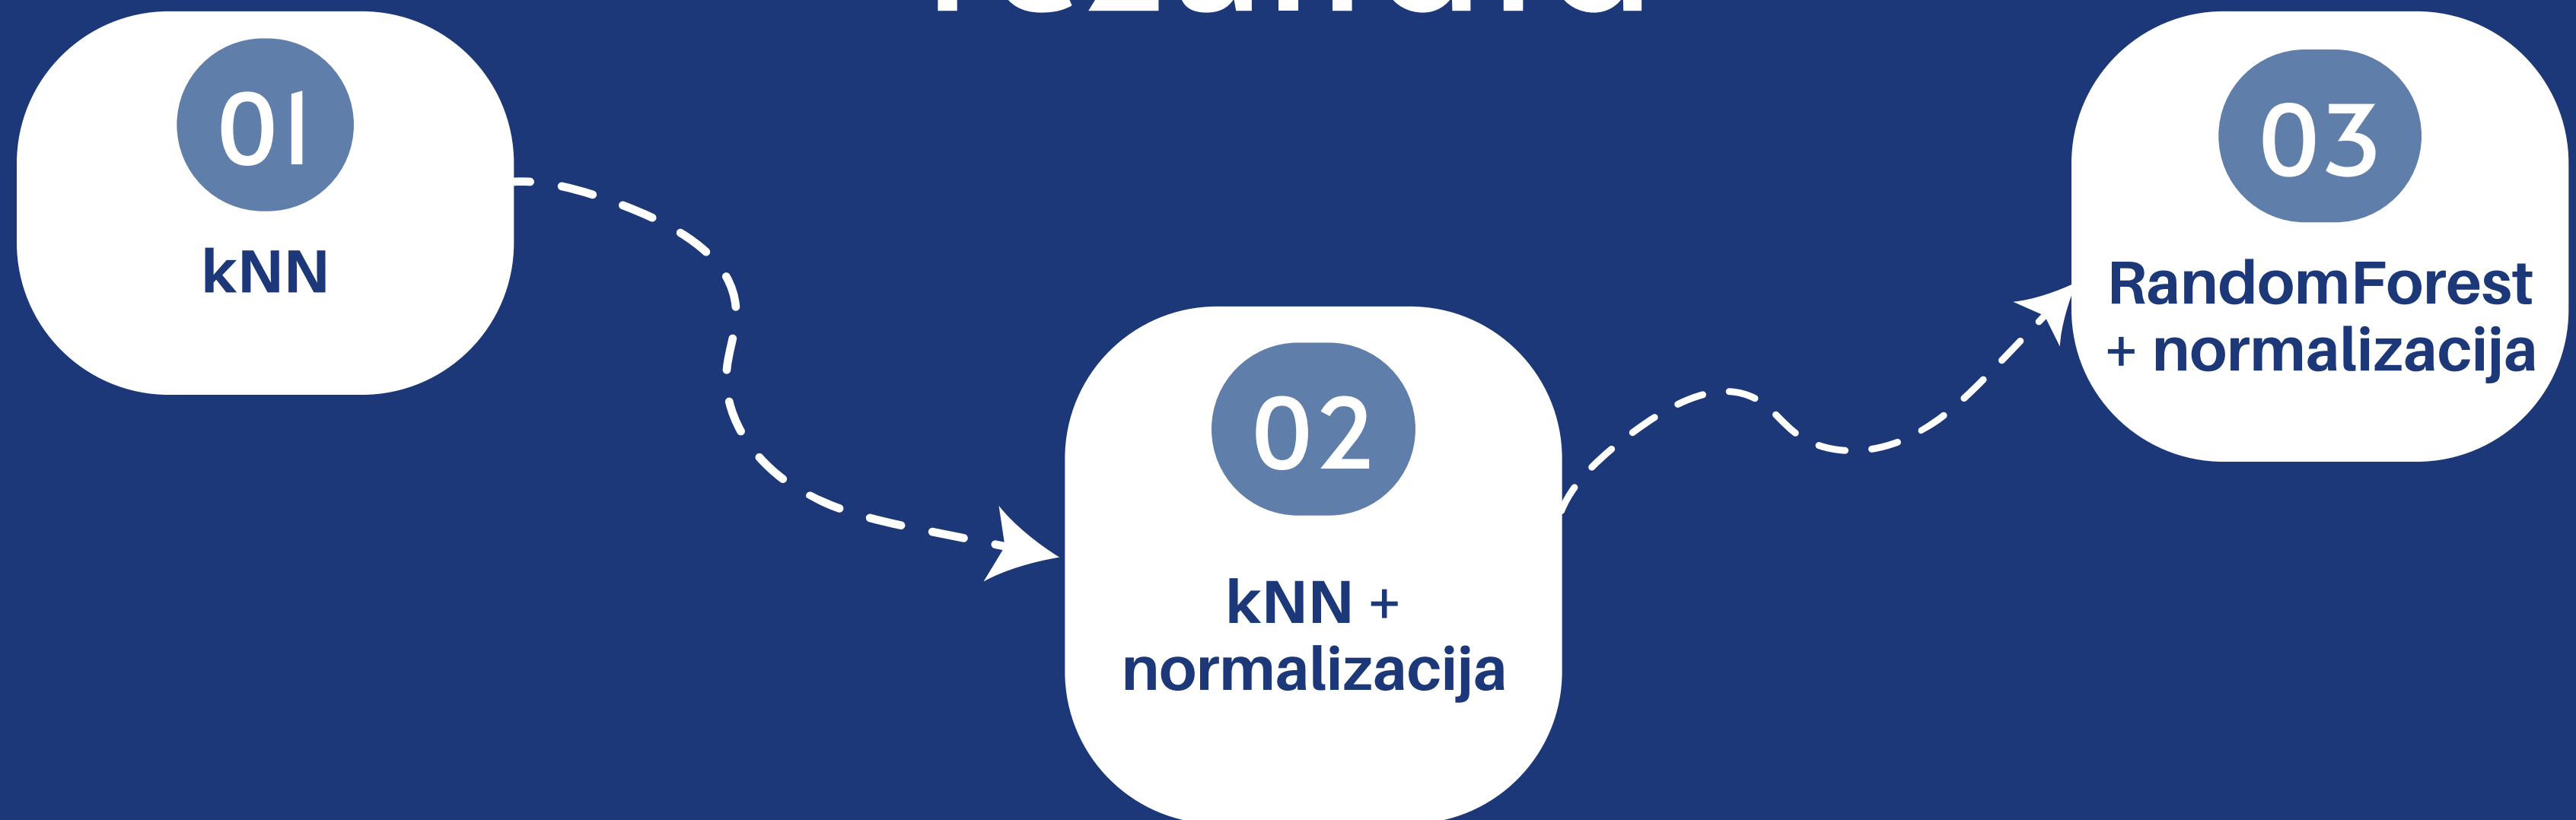 01
kNN
02
kNN +
normalizacija
03
RandomForest
+ normalizacija